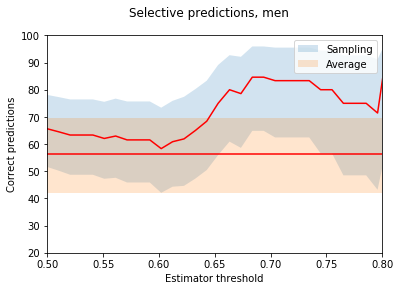 Selective predictions, men
100
90
80
70
60
50
40
30
20
Correct predictions
Sampling
Average
0.50 0.55 0.60 0.65 0.70 0.75 0.80
Estimator threshold